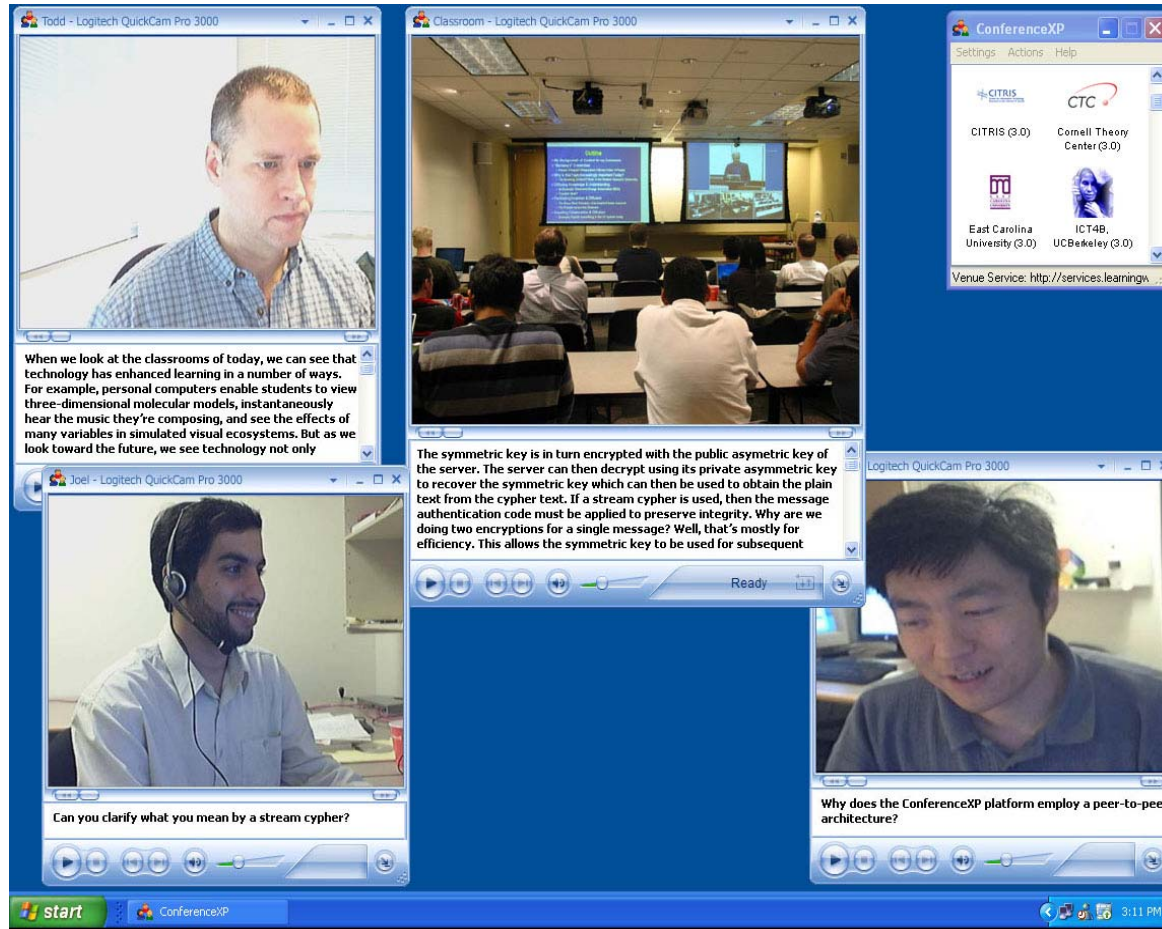 Todd - Logitech QuickCam Pro 3000
When we look at the classrooms of today, we can see that
technology has enhanced learning in a number of ways.
For example, personal computers enable students to view
three-dimensional molecular models, instantaneously
hear the music they're composing, and see the effects of
many variables in simulated visual ecosystems. But as we
look toward the future, we see technology not only
Classroom - Logitech QuickCam Pro 3000
Outline
The symmetric key is in turn encrypted with the public asymetric key of
the server. The server can then decrypt using its private asymmetric key
to recover the symmetric key which can then be used to obtain the plain
text from the cypher text. If a stream cypher is used, then the message
authentication code must be applied to preserve integrity. Why are we
doing two encryptions for a single message? Well, that's mostly for
efficiency. This allows the symmetric key to be used for subsequent
Ready
ConferenceXP
Settings Actions Help
CITRIS
CTC
CITRIS (3.0)
Cornell Theory
Center (3.0)
East Carolina
University (3.0)
ICT4B,
UCBerkeley (3.0)
Venue Service: http://services.learningw
Joel - Logitech QuickCam Pro 3000
Can you clarify what you mean by a stream cypher?
Logitech QuickCam Pro 3000
Why does the ConferenceXP platform employ a peer-to-pee
architecture?
start
ConferenceXP
3:11 PM